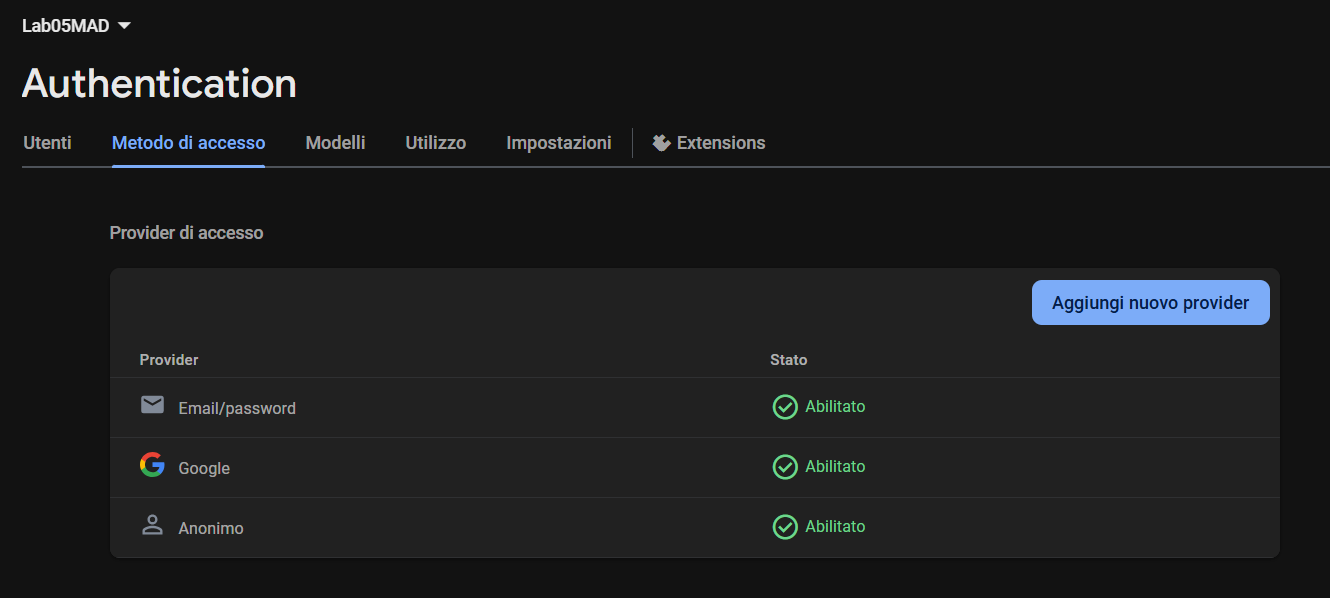 Lab05MAD
Authentication
Utenti Metodo di accesso Modelli Utilizzo Impostazioni Extensions
Provider di accesso
Aggiungi nuovo provider
Provider Stato
Email/password Abilitato
Google Abilitato
Anonimo Abilitato